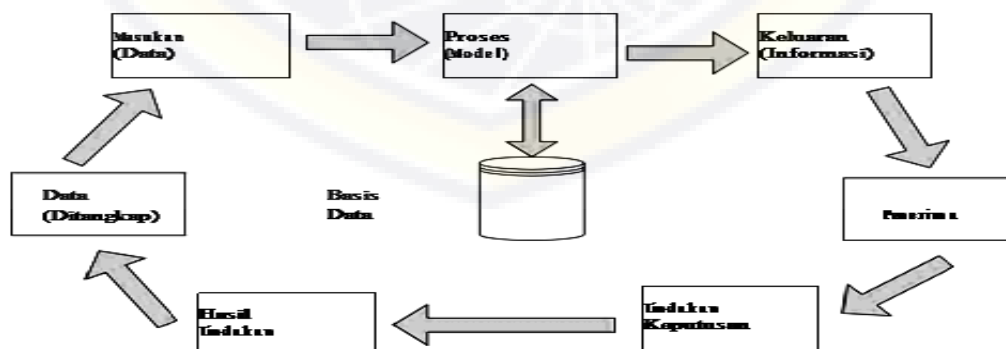 Masukan
(Data)
Proses
(Model)
Keluaran
(Informasi)
Data
(Ditangkap)
Basis
Data
Penerima
Hasil
Tindakan
Tindakan
Keputusan